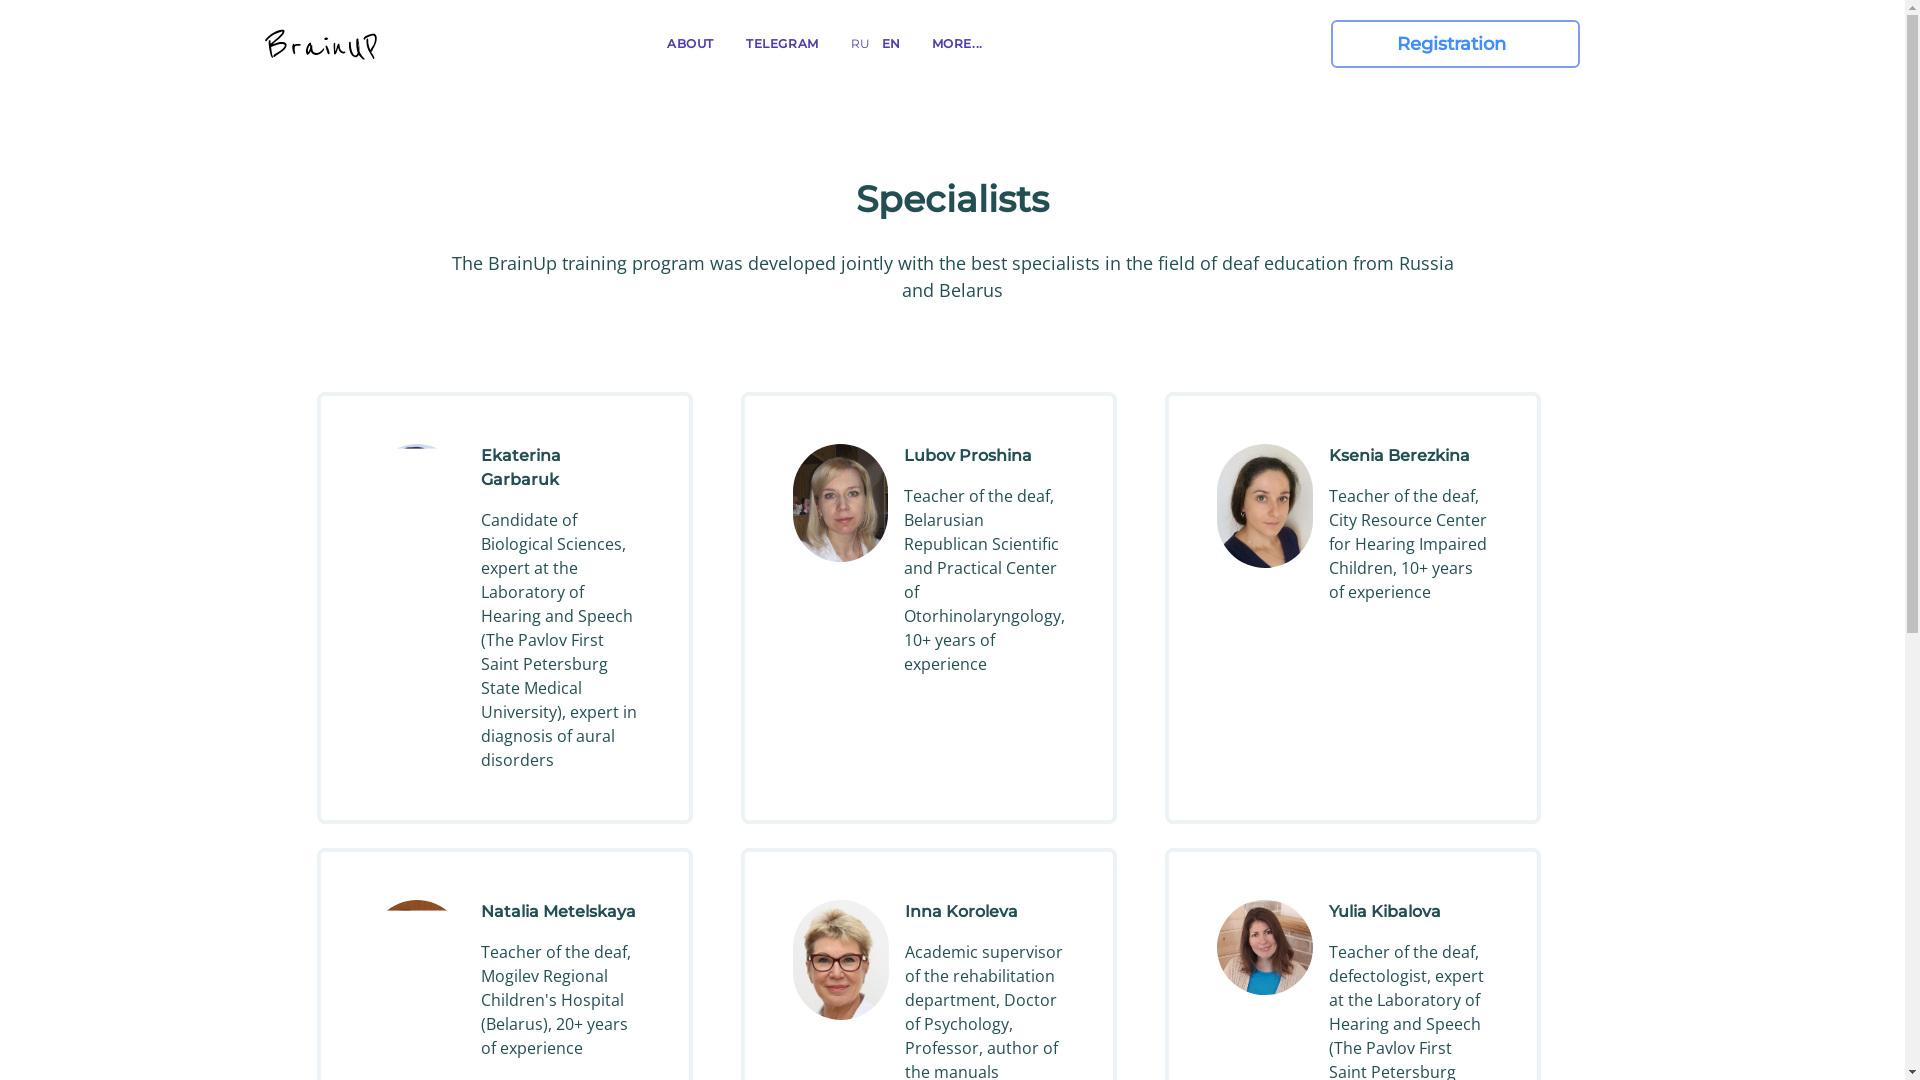 BrainUP
ABOUT
TELEGRAM
RU
EN
MORE...
Registration
Specialists
The BrainUp training program was developed jointly with the best specialists in the field of deaf education from Russia
and Belarus
Ekaterina
Garbaruk
Candidate of
Biological Sciences,
expert at the
Laboratory of
Hearing and Speech
(The Pavlov First
Saint Petersburg
State Medical
University), expert in
diagnosis of aural
disorders
Lubov Proshina
Teacher of the deaf,
Belarusian
Republican Scientific
and Practical Center
of
Otorhinolaryngology,
10+ years of
experience
Ksenia Berezkina
Teacher of the deaf,
City Resource Center
for Hearing Impaired
Children, 10+ years
of experience
Natalia Metelskaya
Teacher of the deaf,
Mogilev Regional
Children's Hospital
(Belarus), 20+ years
of experience
Inna Koroleva
Academic supervisor
of the rehabilitation
department, Doctor
of Psychology,
Professor, author of
the manuals
Yulia Kibalova
Teacher of the deaf,
defectologist, expert
at the Laboratory of
Hearing and Speech
(The Pavlov First
Saint Petersburg